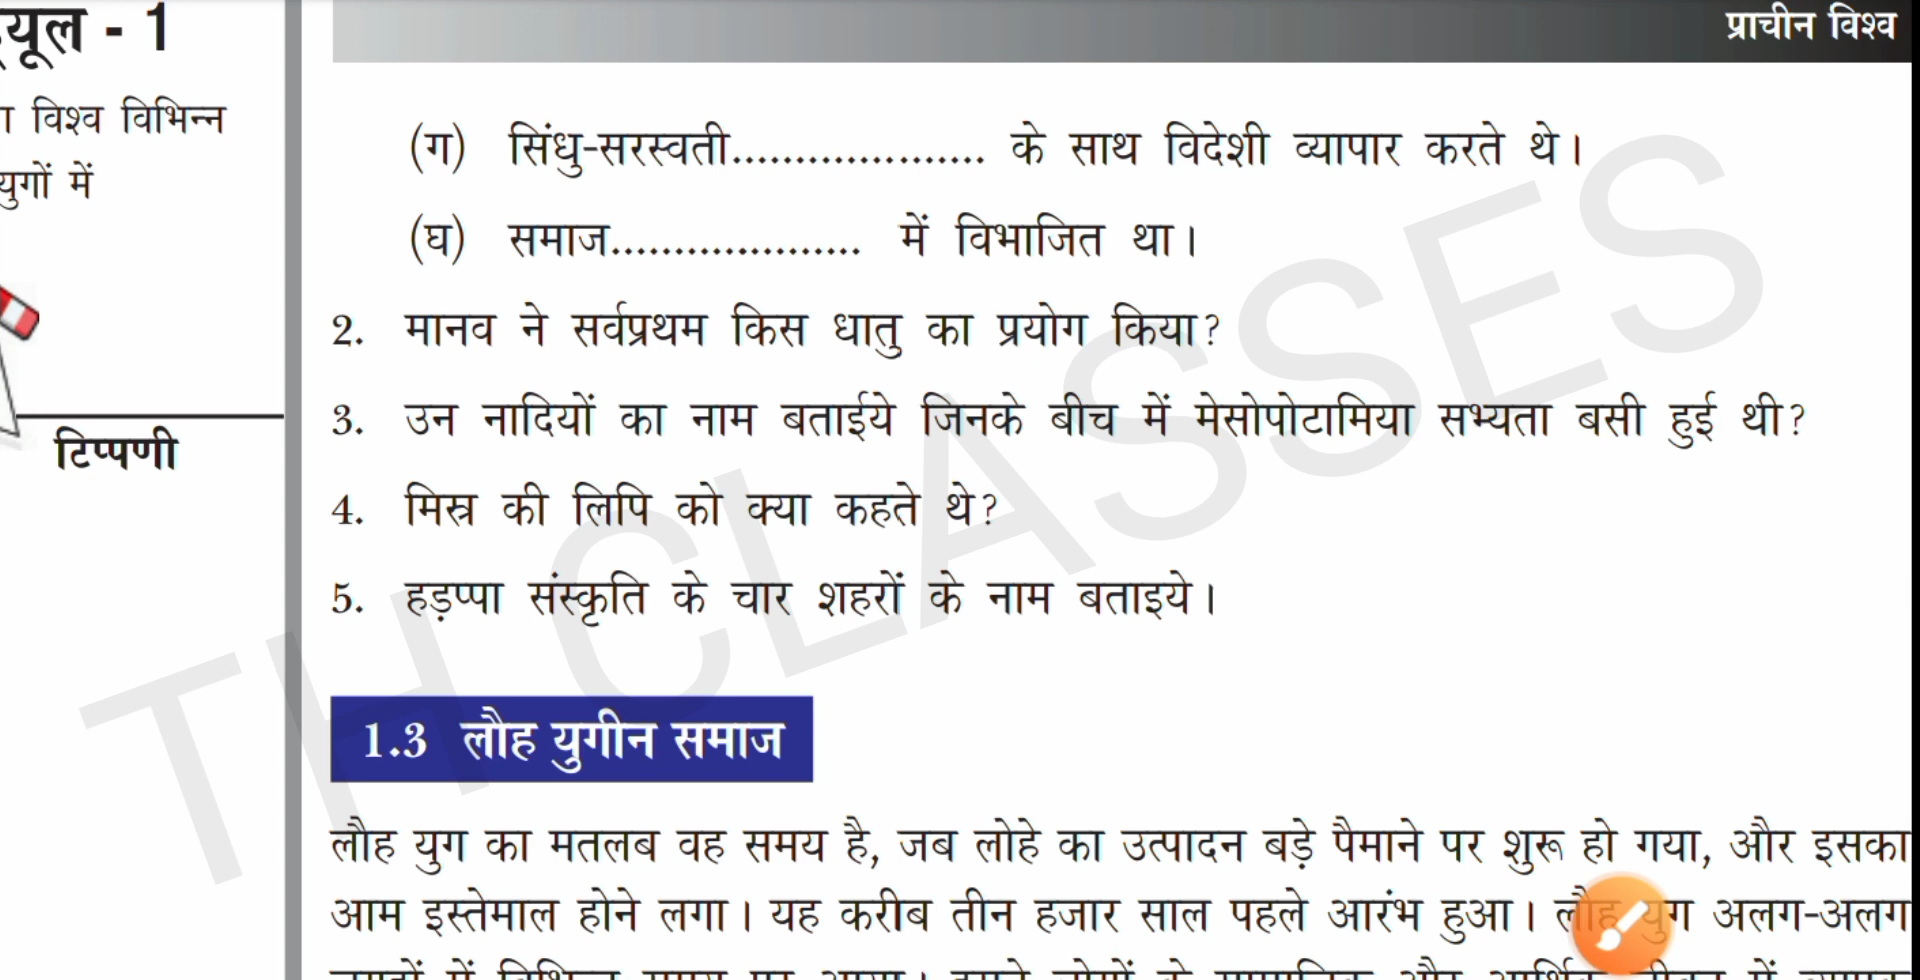 यूल - 1
प्राचीन विश्व
विश्व विभिन्न
युगों में
(ग) सिंधु-सरस्वती.................... के साथ विदेशी व्यापार करते थे।
(घ) समाज.................... में विभाजित था।
2. मानव ने सर्वप्रथम किस धातु का प्रयोग किया?
3. उन नादियों का नाम बताईये जिनके बीच में मेसोपोटामिया सभ्यता बसी हुई थी?
टिप्पणी
4. मिस्र की लिपि को क्या कहते थे?
5. हड़प्पा संस्कृति के चार शहरों के नाम बताइये।
TH CLASSES
1.3 लौह युगीन समाज
लौह युग का मतलब वह समय है, जब लोहे का उत्पादन बड़े पैमाने पर शुरू हो गया, और इसका
आम इस्तेमाल होने लगा। यह करीब तीन हजार साल पहले आरंभ हुआ। लौह युग अलग-अलग